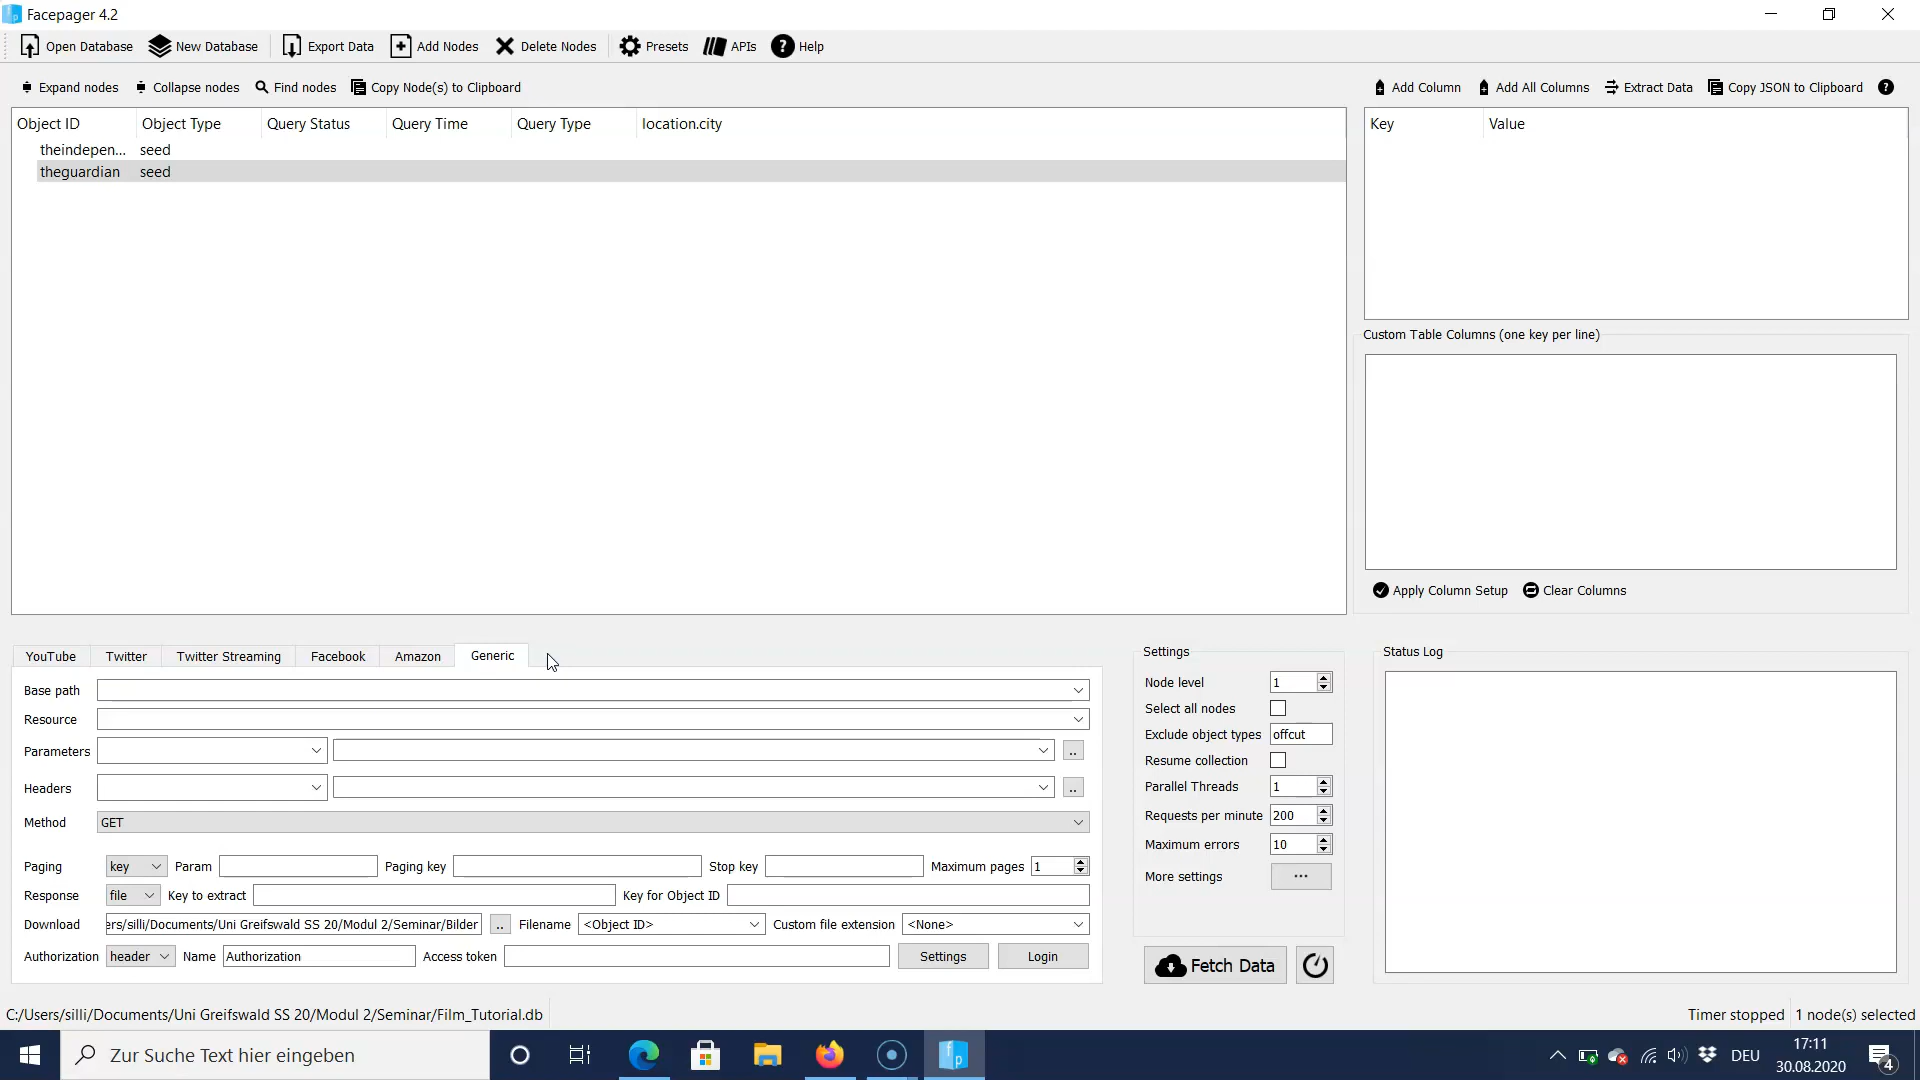 Facepager 4.2
Open Database New Database Export Data Add Nodes Delete Nodes Presets APIs Help
Expand nodes Collapse nodes Find nodes Copy Node(s) to Clipboard
Add Column Add All Columns Extract Data Copy JSON to Clipboard
Object ID Object Type Query Status Query Time Query Type location.city
theindepen... seed
theguardian seed
Key Value
Custom Table Columns (one key per line)
Apply Column Setup Clear Columns
YouTube Twitter Twitter Streaming Facebook Amazon Generic
Base path
Resource
Parameters ..
Headers ..
Method GET
Paging key Param Paging key Stop key Maximum pages 1
Response file Key to extract Key for Object ID
Download ers/silli/Documents/Uni Greifswald SS 20/Modul 2/Seminar/Bilder .. Filename <Object ID> Custom file extension <None>
Authorization header Name Authorization Access token Settings Login
Settings
Node level 1
Select all nodes
Exclude object types offcut
Resume collection
Parallel Threads 1
Requests per minute 200
Maximum errors 10
More settings ...
Fetch Data
Status Log
C:/Users/silli/Documents/Uni Greifswald SS 20/Modul 2/Seminar/Film_Tutorial.db
Timer stopped 1 node(s) selected
Zur Suche Text hier eingeben
DEU
17:11
30.08.2020
4